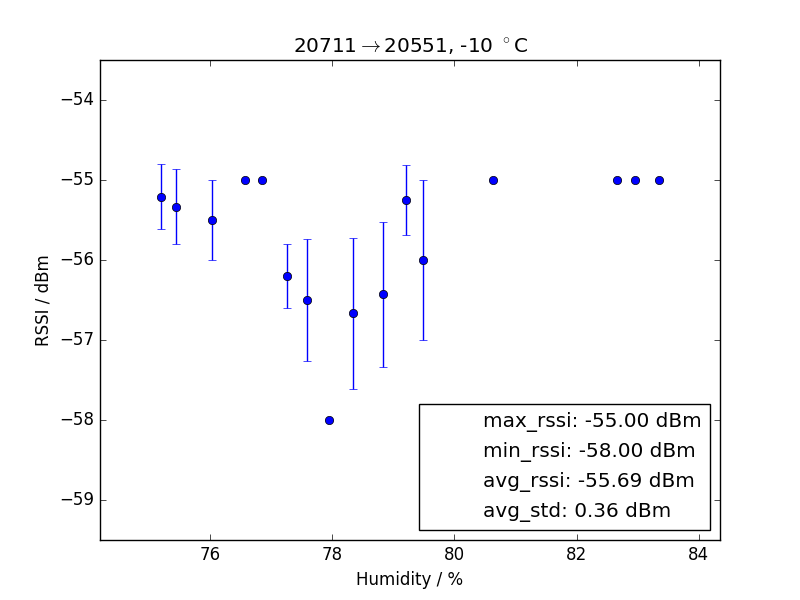 20711→20551, -10 °C
−54
−55
−56
−57
−58
−59
RSSI / dBm
76
78
80
82
84
Humidity / %
max_rssi: -55.00 dBm
min_rssi: -58.00 dBm
avg_rssi: -55.69 dBm
avg_std: 0.36 dBm